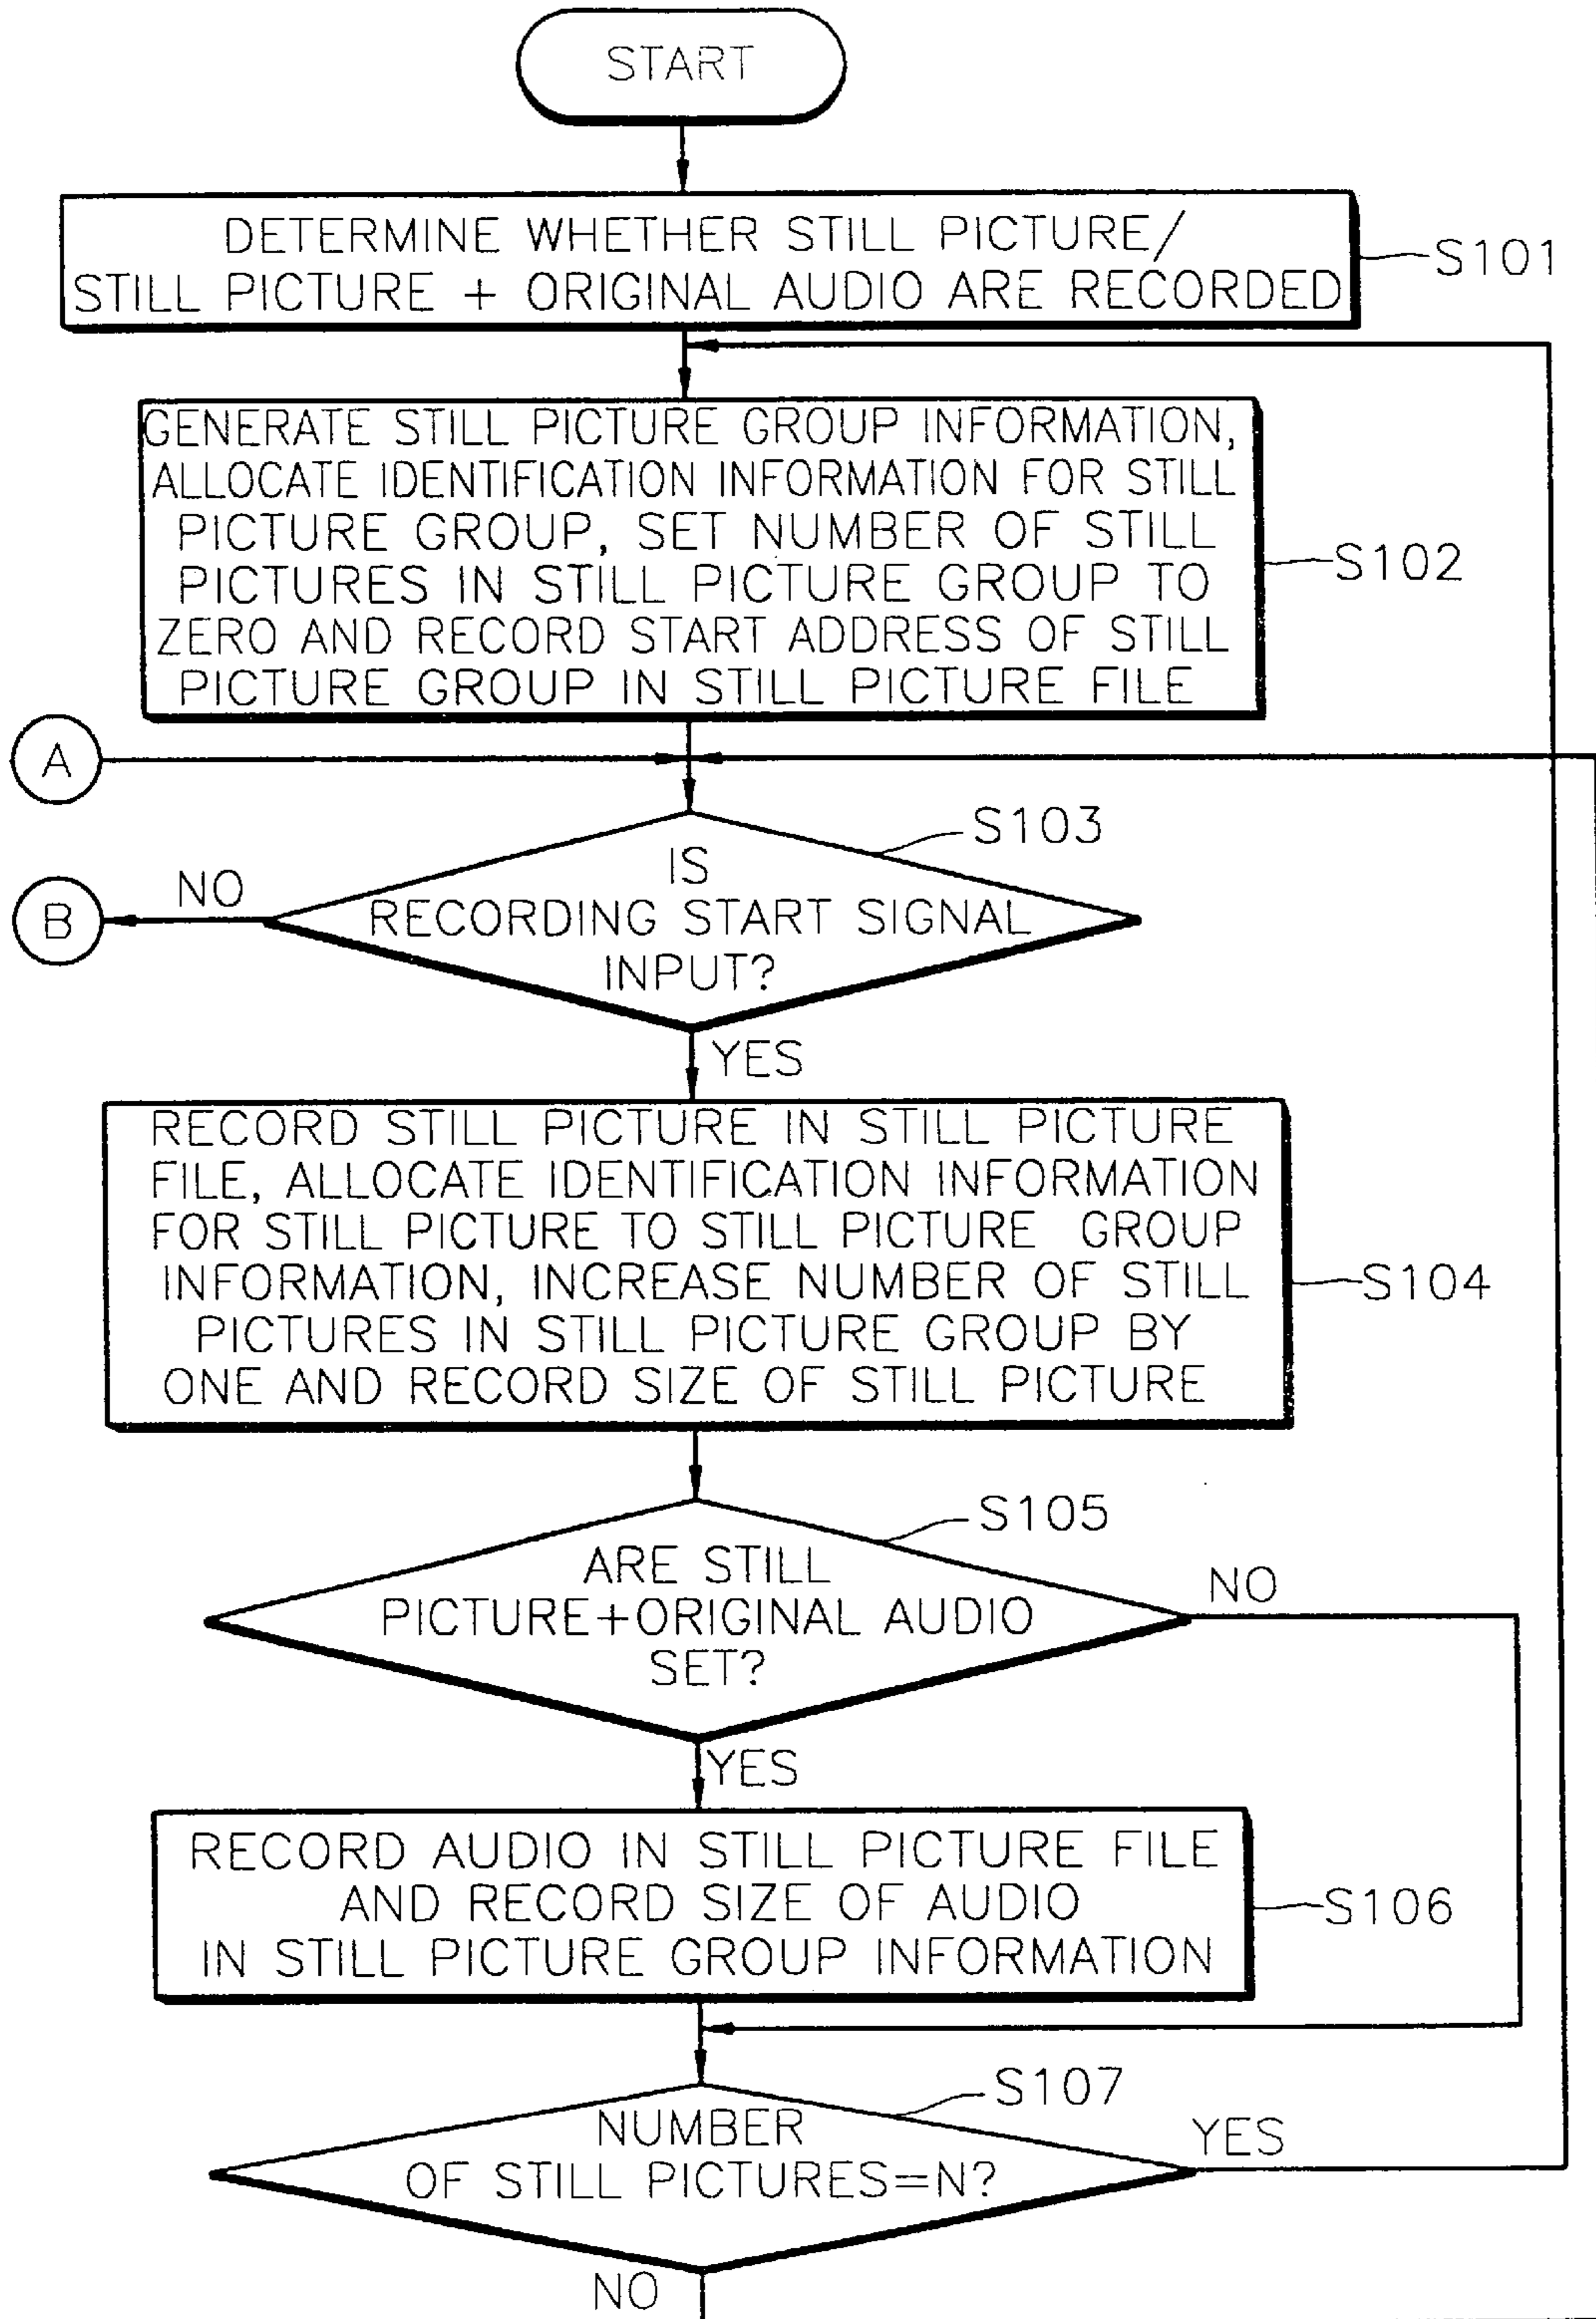 START
DETERMINE WHETHER STILL PICTURE/
STILL PICTURE + ORIGINAL AUDIO ARE RECORDED
S101
GENERATE STILL PICTURE GROUP INFORMATION,
ALLOCATE IDENTIFICATION INFORMATION FOR STILL
PICTURE GROUP, SET NUMBER OF STILL
PICTURES IN STILL PICTURE GROUP TO
ZERO AND RECORD START ADDRESS OF STILL
PICTURE GROUP IN STILL PICTURE FILE
S102
A
S103
IS
RECORDING START SIGNAL
INPUT?
NO
B
YES
RECORD STILL PICTURE IN STILL PICTURE
FILE, ALLOCATE IDENTIFICATION INFORMATION
FOR STILL PICTURE TO STILL PICTURE GROUP
INFORMATION, INCREASE NUMBER OF STILL
PICTURES IN STILL PICTURE GROUP BY
ONE AND RECORD SIZE OF STILL PICTURE
S104
S105
ARE STILL
PICTURE+ORIGINAL AUDIO
SET?
NO
YES
RECORD AUDIO IN STILL PICTURE FILE
AND RECORD SIZE OF AUDIO
IN STILL PICTURE GROUP INFORMATION
S106
S107
NUMBER
OF STILL PICTURES=N?
YES
NO